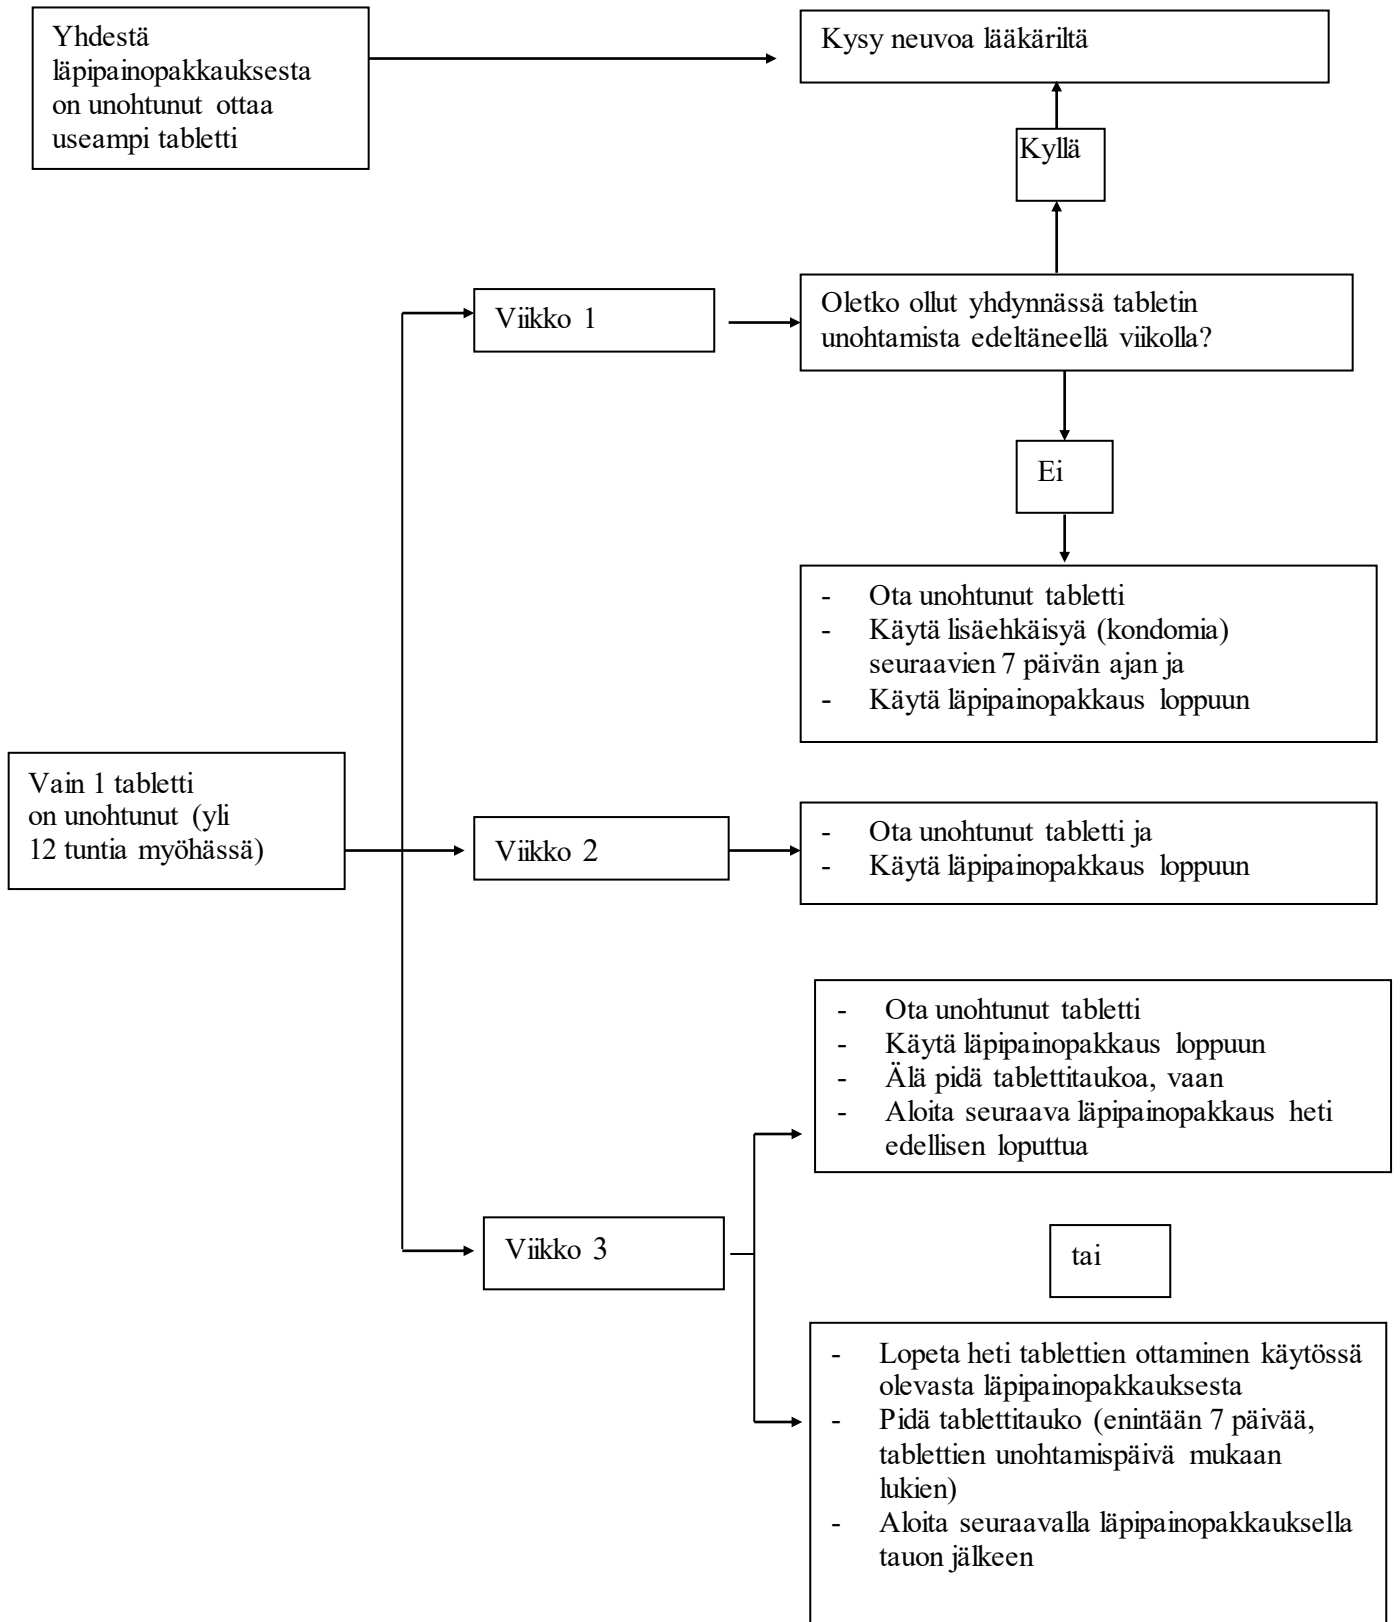 Yhdestä
läpipainopakkauksesta
on unohtunut ottaa
useampi tabletti
Kysy neuvoa lääkäriltä
Kyllä
Viikko 1
Oletko ollut yhdynnässä tabletin
unohtamista edeltäneellä viikolla?
Ei
- Ota unohtunut tabletti
- Käytä lisäehkäisyä (kondomia)
seuraavien 7 päivän ajan ja
- Käytä läpipainopakkaus loppuun
Vain 1 tabletti
on unohtunut (yli
12 tuntia myöhässä)
Viikko 2
- Ota unohtunut tabletti ja
- Käytä läpipainopakkaus loppuun
- Ota unohtunut tabletti
- Käytä läpipainopakkaus loppuun
- Älä pidä tablettitaukoa, vaan
- Aloita seuraava läpipainopakkaus heti
edellisen loputtua
Viikko 3
tai
- Lopeta heti tablettien ottaminen käytössä
olevasta läpipainopakkauksesta
- Pidä tablettitauko (enintään 7 päivää,
tablettien unohtamispäivä mukaan
lukien)
- Aloita seuraavalla läpipainopakkauksella
tauon jälkeen